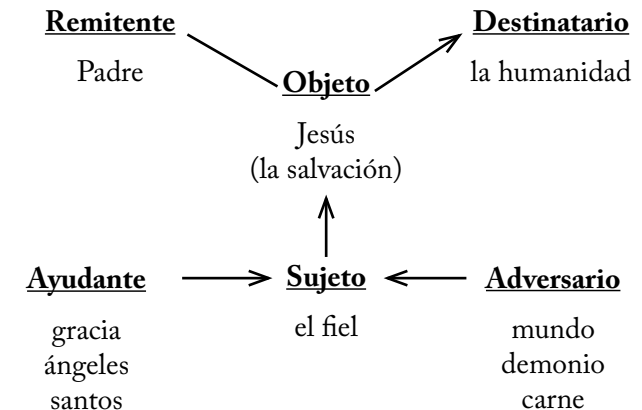 Remitente
Padre
Destinatario
la humanidad
Objeto
Jesús
(la salvación)
Ayudante
gracia
ángeles
santos
Sujeto
el fiel
Adversario
mundo
demonio
carne